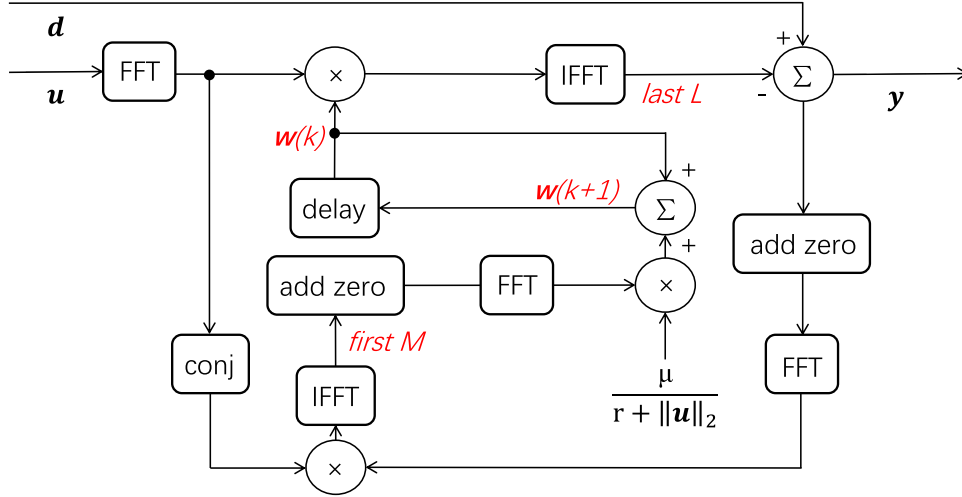 d
+
FFT
×
IFFT
Σ
u
last L
-
y
w(k)
+
w(k+1)
delay
Σ
+
add zero
add zero
FFT
×
first M
conj
IFFT
FFT
μ
r + ‖u‖₂
×